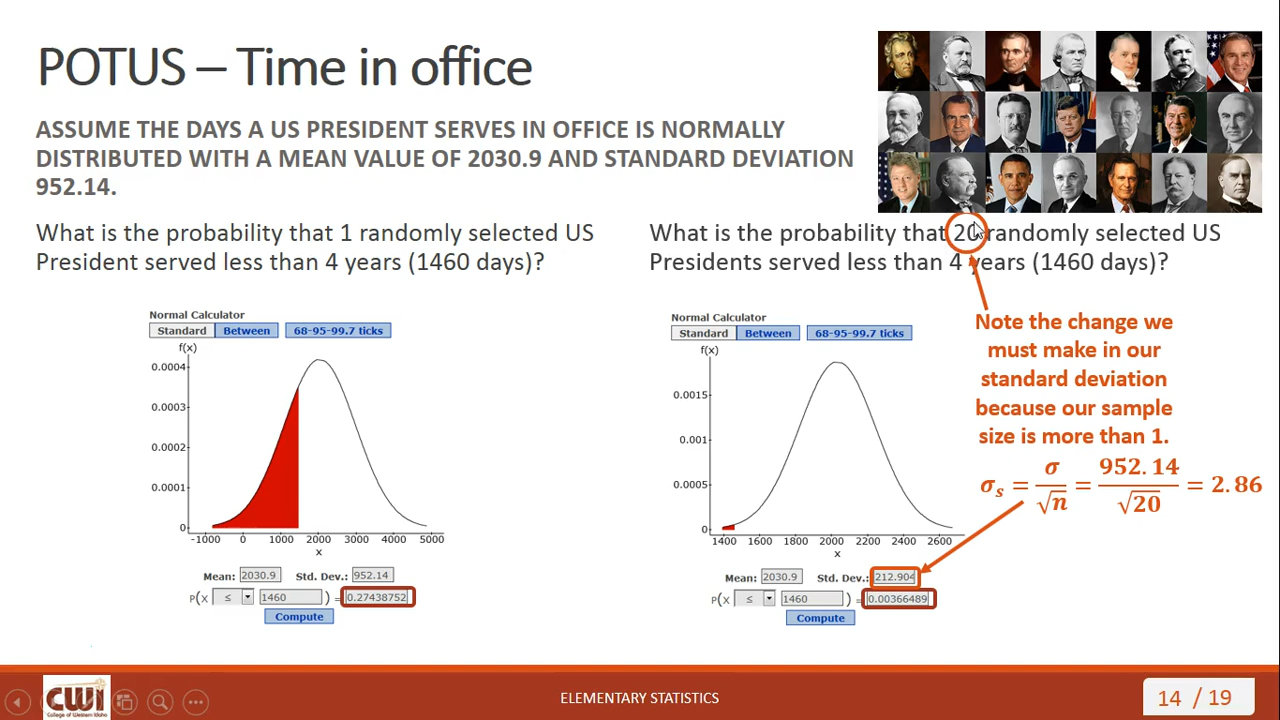 POTUS – Time in office
ASSUME THE DAYS A US PRESIDENT SERVES IN OFFICE IS NORMALLY
DISTRIBUTED WITH A MEAN VALUE OF 2030.9 AND STANDARD DEVIATION
952.14.
What is the probability that 1 randomly selected US
President served less than 4 years (1460 days)?
Normal Calculator
Standard Between 68-95-99.7 ticks
f(x)
0.0004
0.0003
0.0002
0.0001
0
-1000 0 1000 2000 3000 4000 5000
x
Mean: 2030.9 Std. Dev.: 952.14
P(X ≤ 1460 ) = 0.27438752
Compute
What is the probability that 20 randomly selected US
Presidents served less than 4 years (1460 days)?
Normal Calculator
Standard Between 68-95-99.7 ticks
f(x)
0.0015
0.001
0.0005
0
1400 1600 1800 2000 2200 2400 2600
x
Mean: 2030.9 Std. Dev.: 212.904
P(X ≤ 1460 ) = 0.00366489
Compute
Note the change we
must make in our
standard deviation
because our sample
size is more than 1.
σs = σ/√n = 952.14/√20 = 2.86
CWI
College of Western Idaho
ELEMENTARY STATISTICS
14 / 19